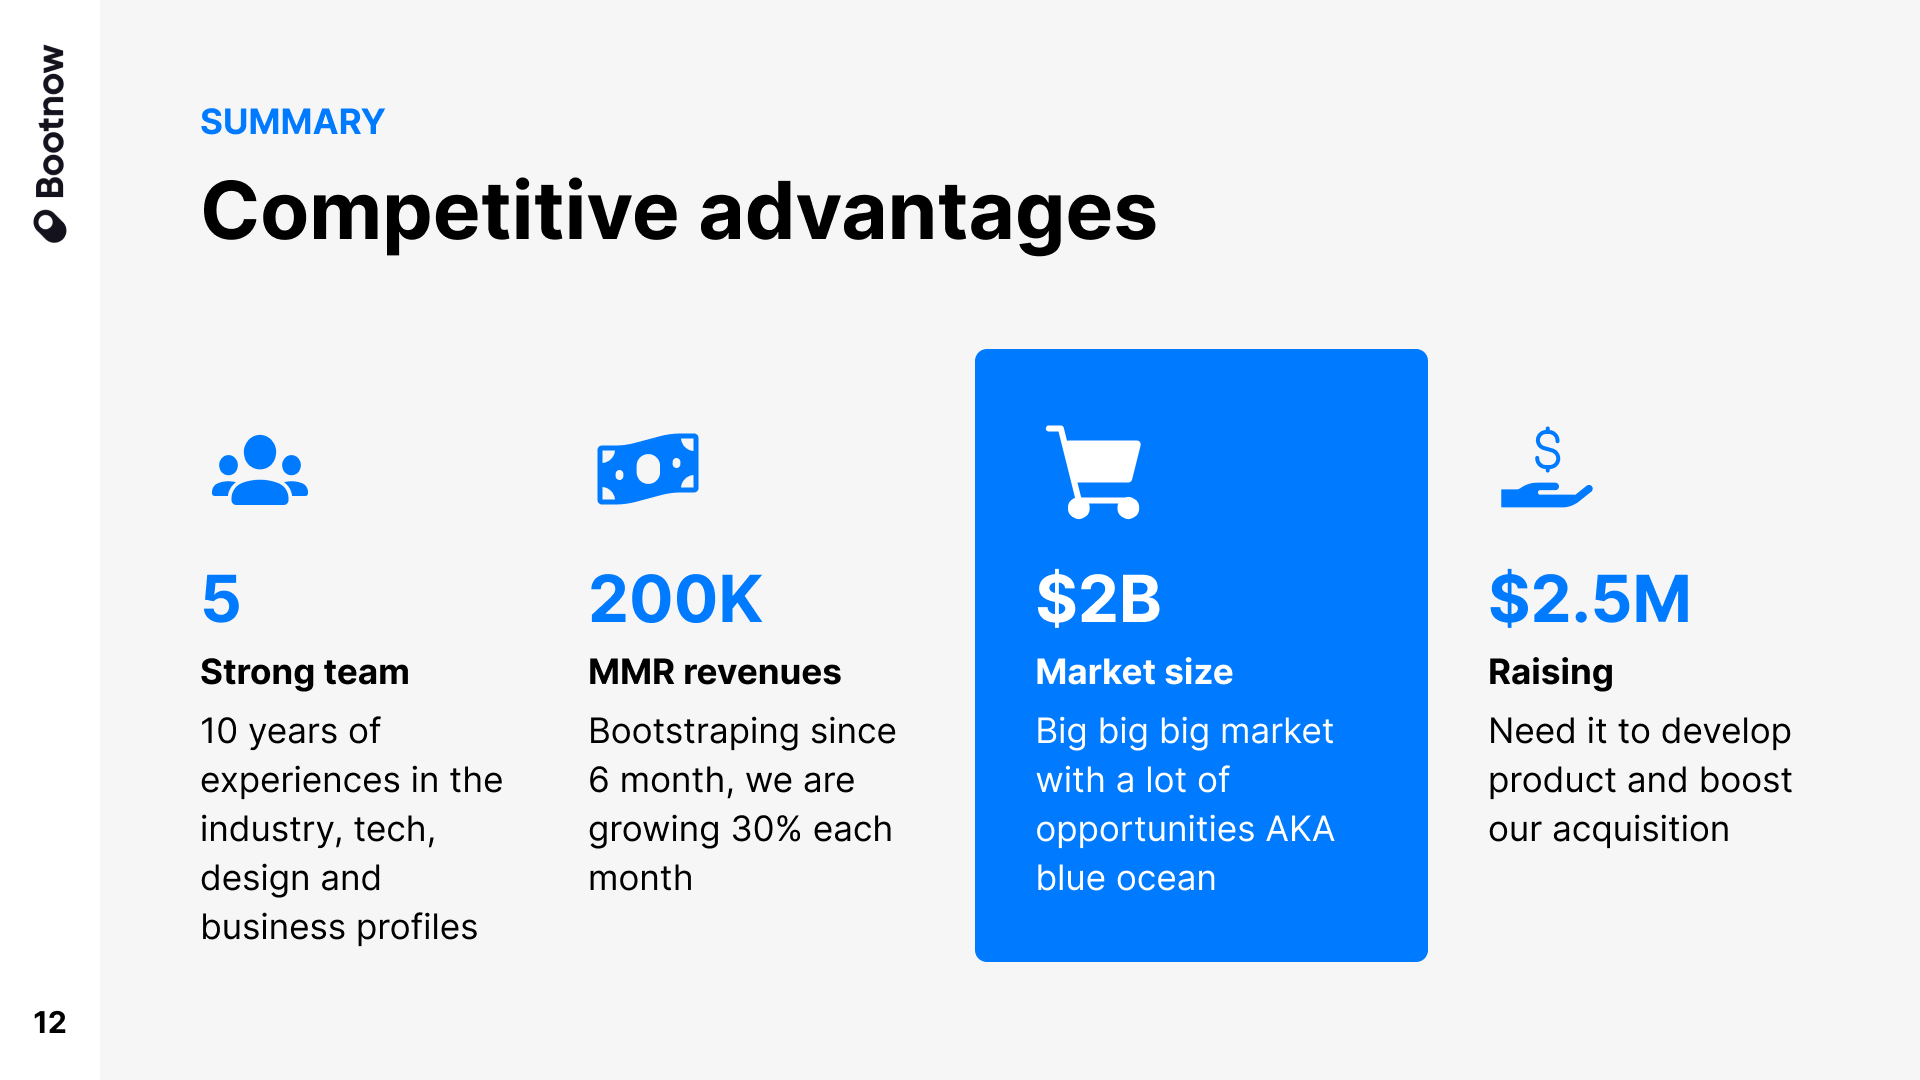 Bootnow
SUMMARY
Competitive advantages
5
Strong team
10 years of
experiences in the
industry, tech,
design and
business profiles
200K
MMR revenues
Bootstraping since
6 month, we are
growing 30% each
month
$2B
Market size
Big big big market
with a lot of
opportunities AKA
blue ocean
$2.5M
Raising
Need it to develop
product and boost
our acquisition
12